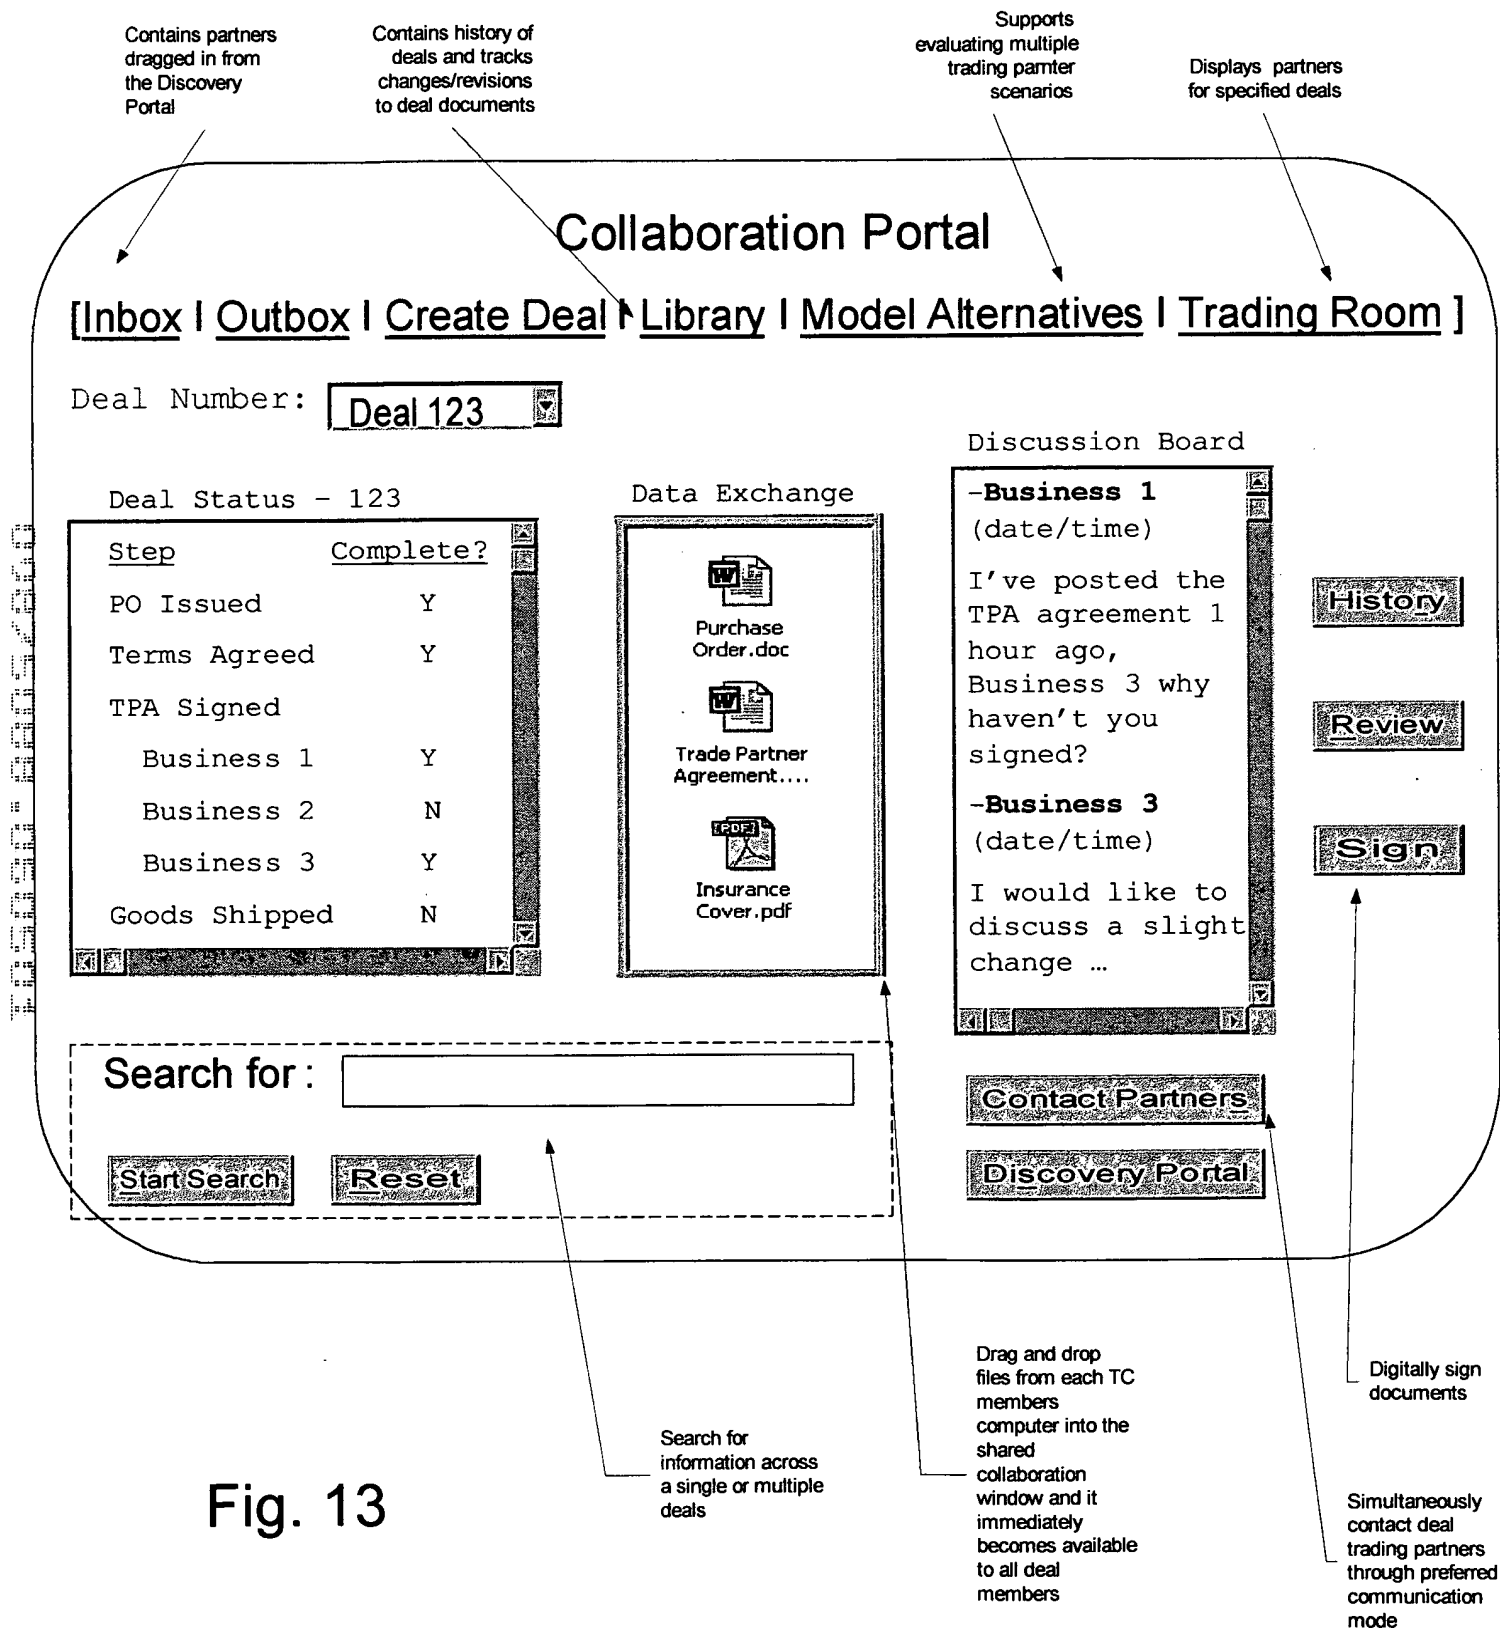 Contains partners
dragged in from
the Discovery
Portal
Contains history of
deals and tracks
changes/revisions
to deal documents
Supports
evaluating multiple
trading parnter
scenarios
Displays partners
for specified deals
Collaboration Portal
[Inbox | Outbox | Create Deal | Library | Model Alternatives | Trading Room ]
Deal Number: Deal 123
Deal Status – 123
Step Complete?
PO Issued Y
Terms Agreed Y
TPA Signed
Business 1 Y
Business 2 N
Business 3 Y
Goods Shipped N
Data Exchange
Purchase
Order.doc
Trade Partner
Agreement....
PDF
Insurance
Cover.pdf
Discussion Board
–Business 1
(date/time)
I've posted the
TPA agreement 1
hour ago,
Business 3 why
haven't you
signed?
–Business 3
(date/time)
I would like to
discuss a slight
change …
History
Review
Sign
Search for :
Start Search Reset
Contact Partners
Discovery Portal
Search for
information across
a single or multiple
deals
Drag and drop
files from each TC
members
computer into the
shared
collaboration
window and it
immediately
becomes available
to all deal
members
Digitally sign
documents
Simultaneously
contact deal
trading partners
through preferred
communication
mode
Fig. 13